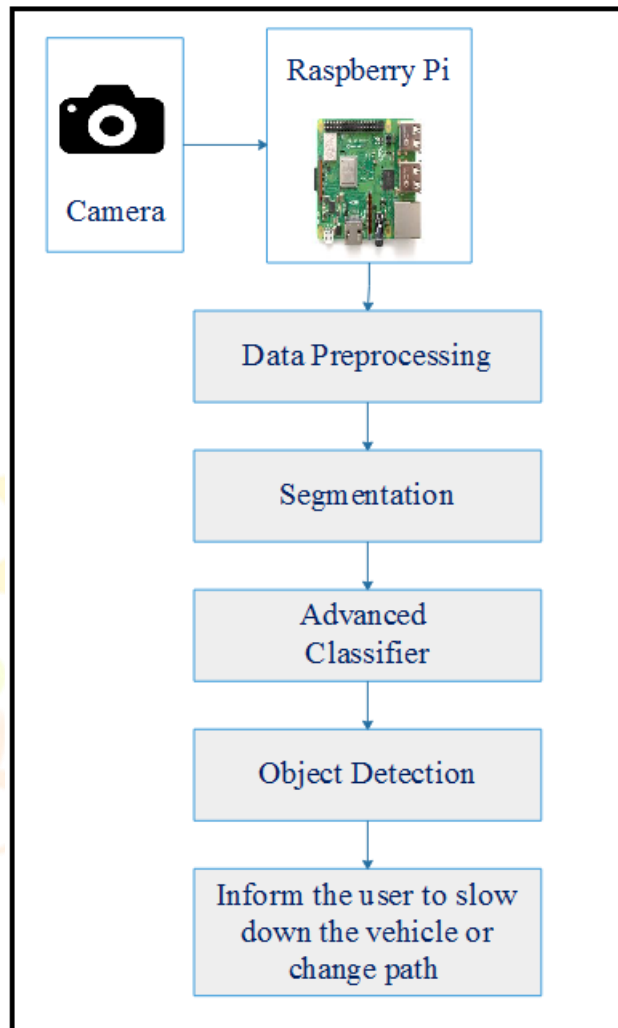 Camera
Raspberry Pi
Data Preprocessing
Segmentation
Advanced
Classifier
Object Detection
Inform the user to slow
down the vehicle or
change path